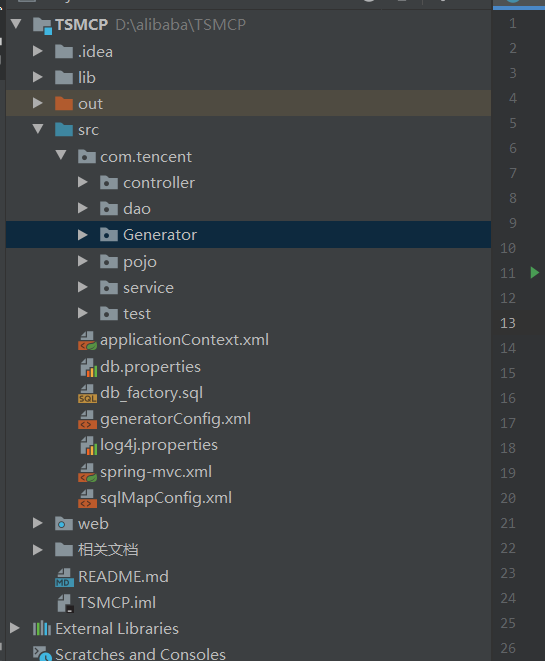 TSMCP D:\alibaba\TSMCP
.idea
lib
out
src
com.tencent
controller
dao
Generator
pojo
service
test
applicationContext.xml
db.properties
db_factory.sql
generatorConfig.xml
log4j.properties
spring-mvc.xml
sqlMapConfig.xml
web
相关文档
README.md
TSMCP.iml
External Libraries
Scratches and Consoles
1
2
3
4
5
6
7
8
9
10
11
12
13
14
15
16
17
18
19
20
21
22
23
24
25
26